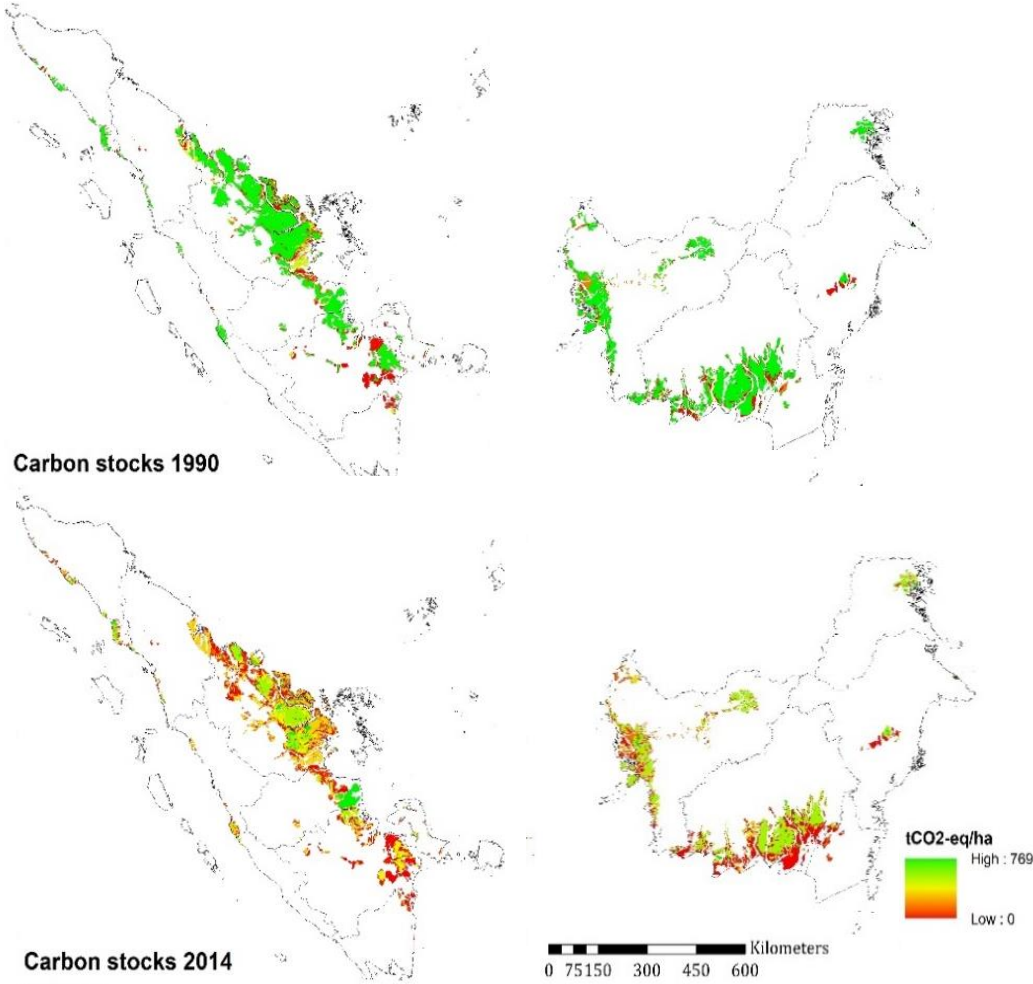 Carbon stocks 1990
tCO2-eq/ha
High : 769
Low : 0
Carbon stocks 2014
Kilometers
0 75150 300 450 600